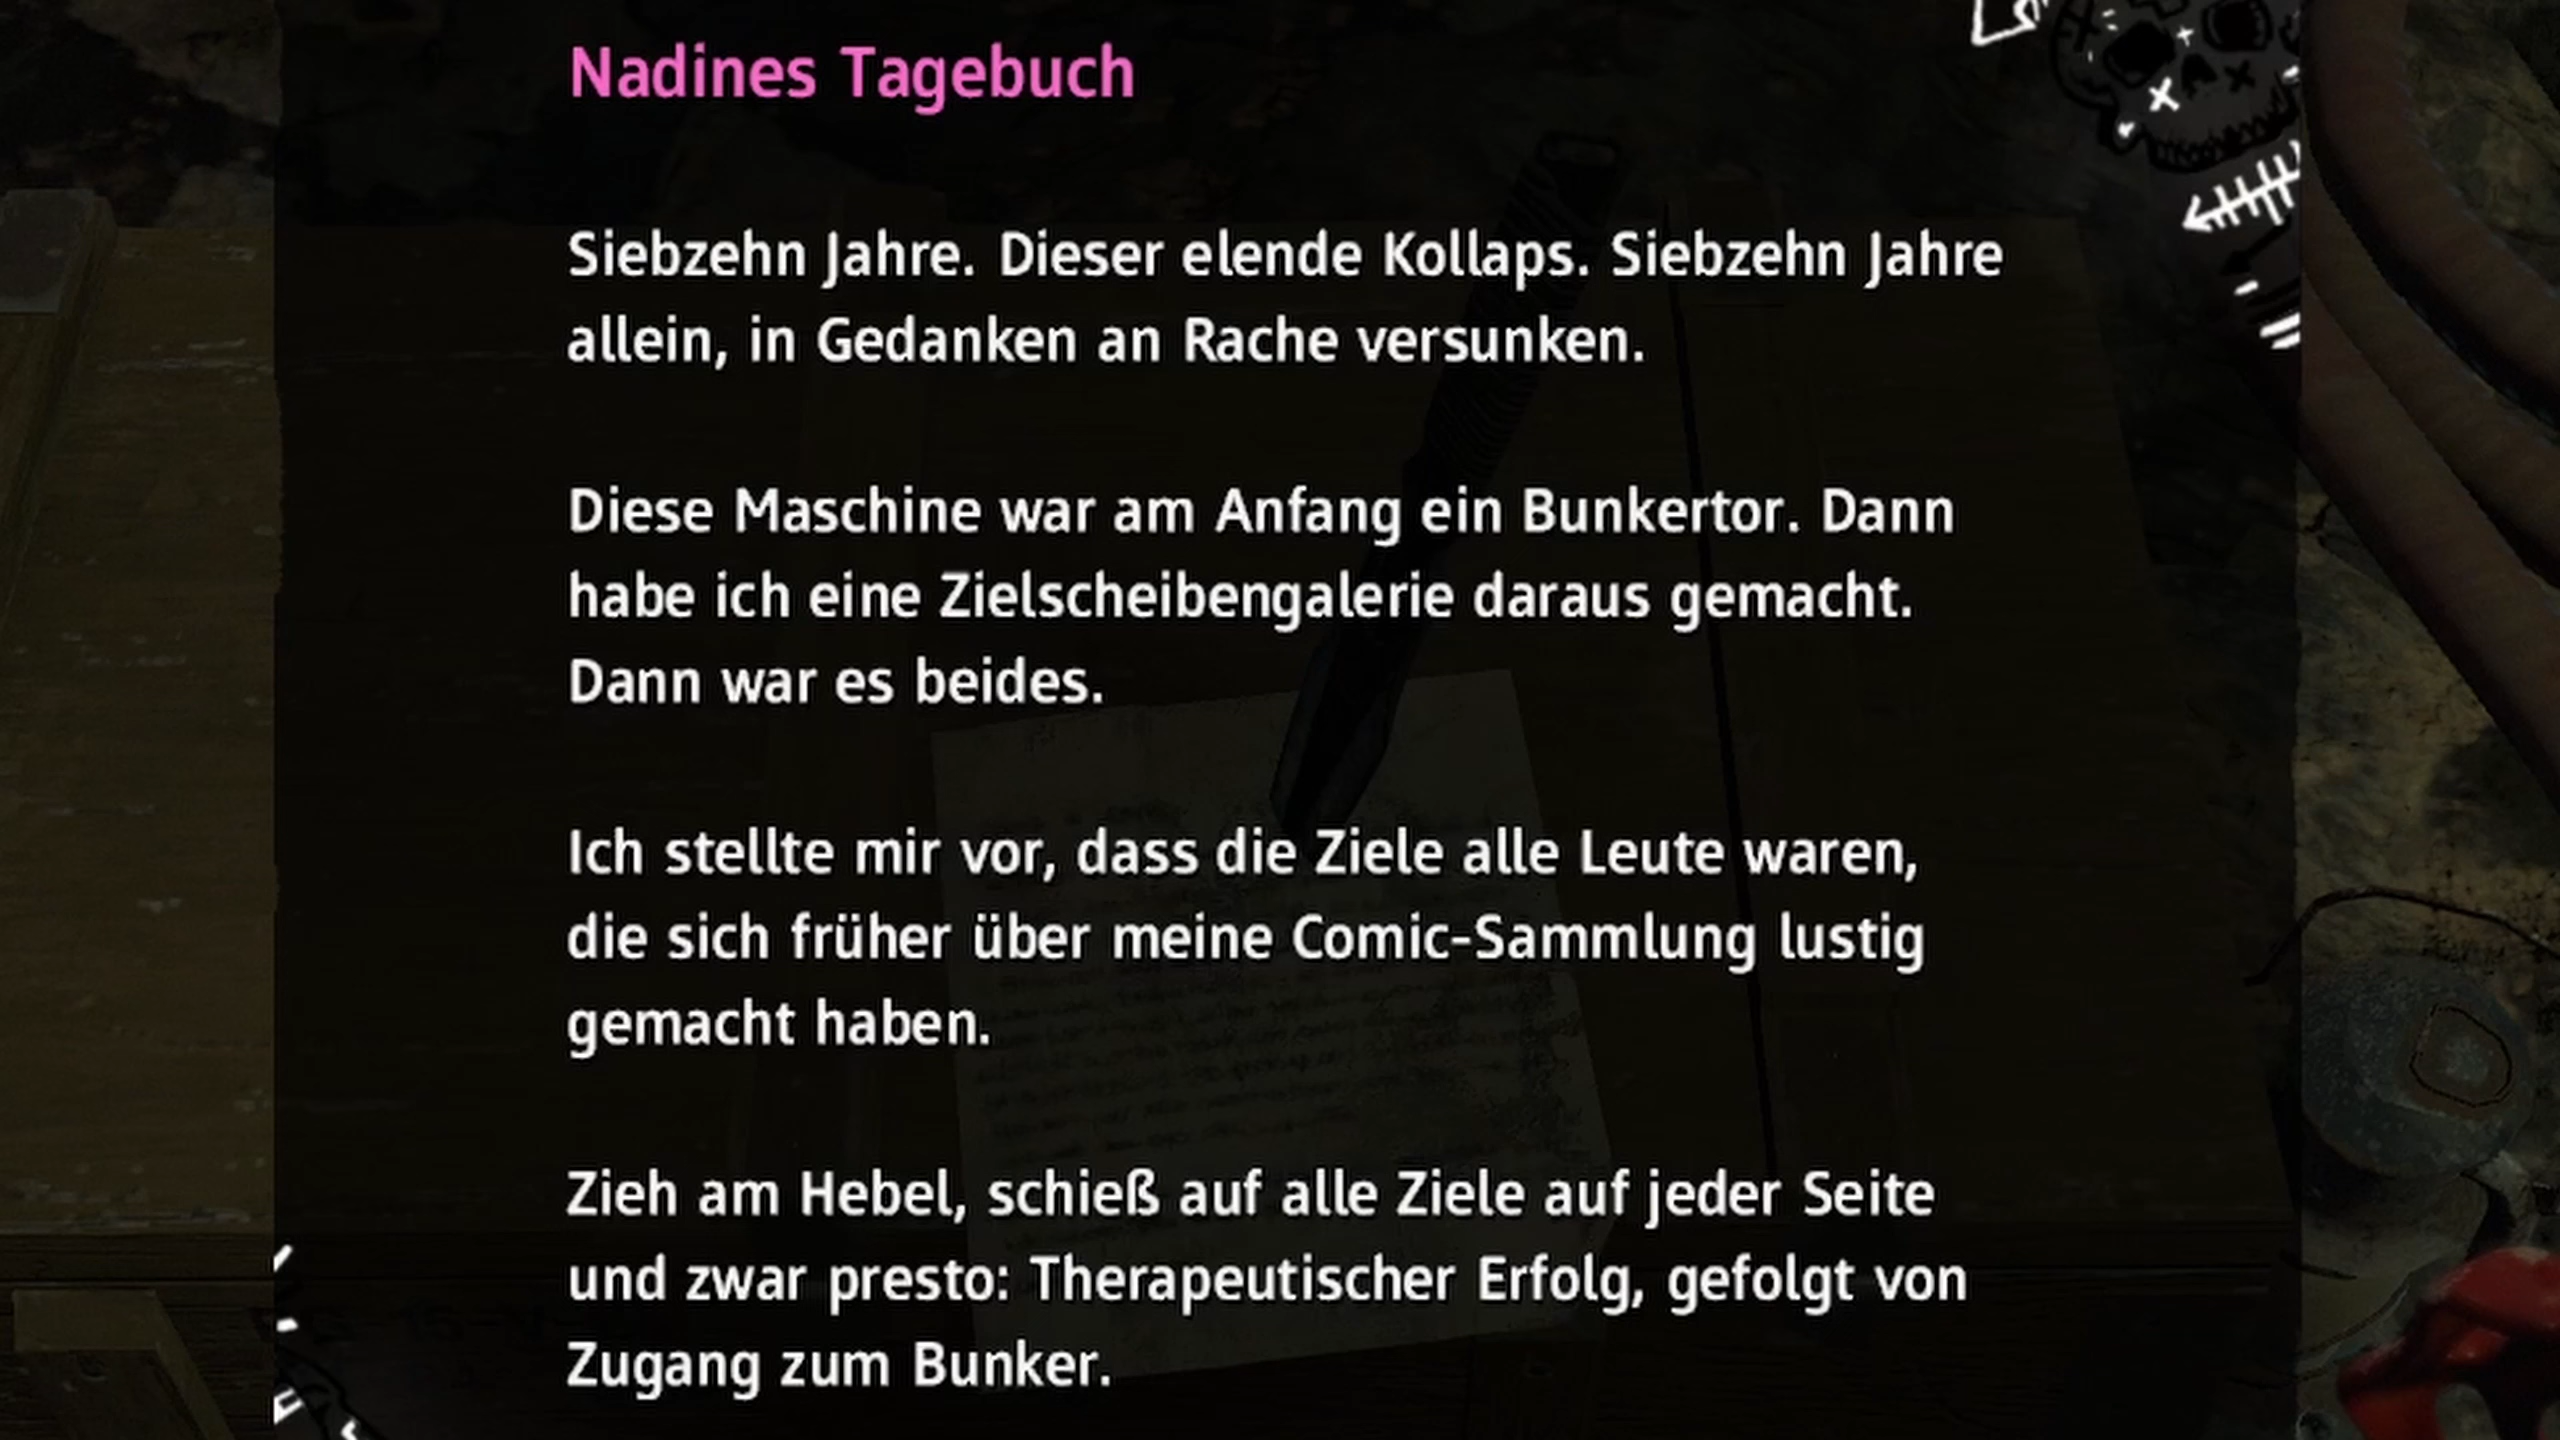 Nadines Tagebuch
Siebzehn Jahre. Dieser elende Kollaps. Siebzehn Jahre
allein, in Gedanken an Rache versunken.
Diese Maschine war am Anfang ein Bunkertor. Dann
habe ich eine Zielscheibengalerie daraus gemacht.
Dann war es beides.
Ich stellte mir vor, dass die Ziele alle Leute waren,
die sich früher über meine Comic-Sammlung lustig
gemacht haben.
Zieh am Hebel, schieß auf alle Ziele auf jeder Seite
und zwar presto: Therapeutischer Erfolg, gefolgt von
Zugang zum Bunker.